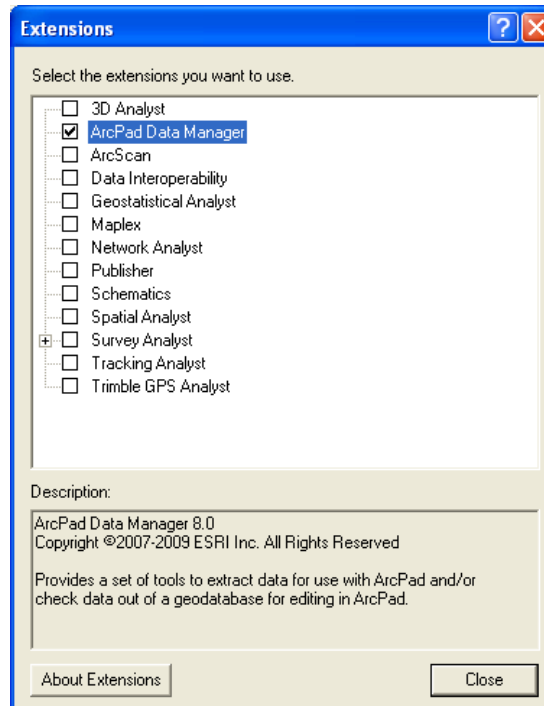 Extensions
Select the extensions you want to use.
3D Analyst
ArcPad Data Manager
ArcScan
Data Interoperability
Geostatistical Analyst
Maplex
Network Analyst
Publisher
Schematics
Spatial Analyst
Survey Analyst
Tracking Analyst
Trimble GPS Analyst
Description:
ArcPad Data Manager 8.0
Copyright ©2007-2009 ESRI Inc. All Rights Reserved
Provides a set of tools to extract data for use with ArcPad and/or
check data out of a geodatabase for editing in ArcPad.
About Extensions
Close